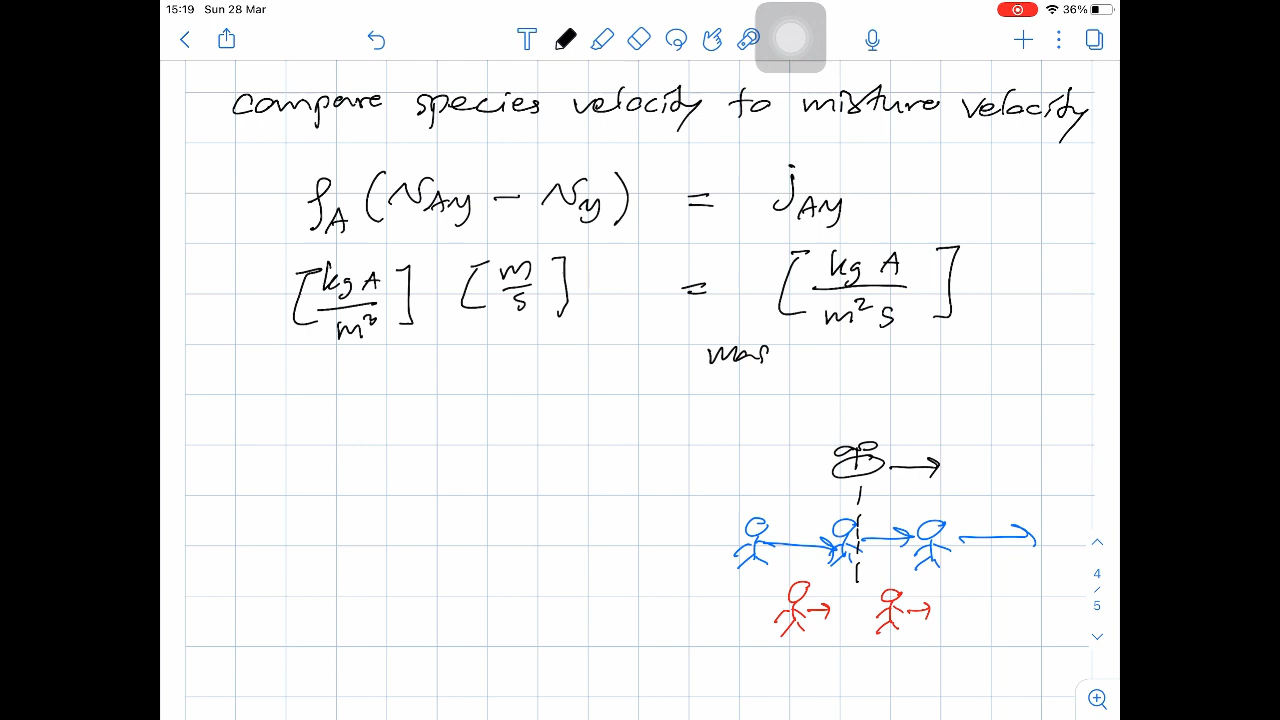 15:19 Sun 28 Mar 36%
compare species velocity to mixture velocity
ρA (vAy − vy) = jAy
[kg A / m³] [m / s] = [kg A / m² s]
mas
4
/
5